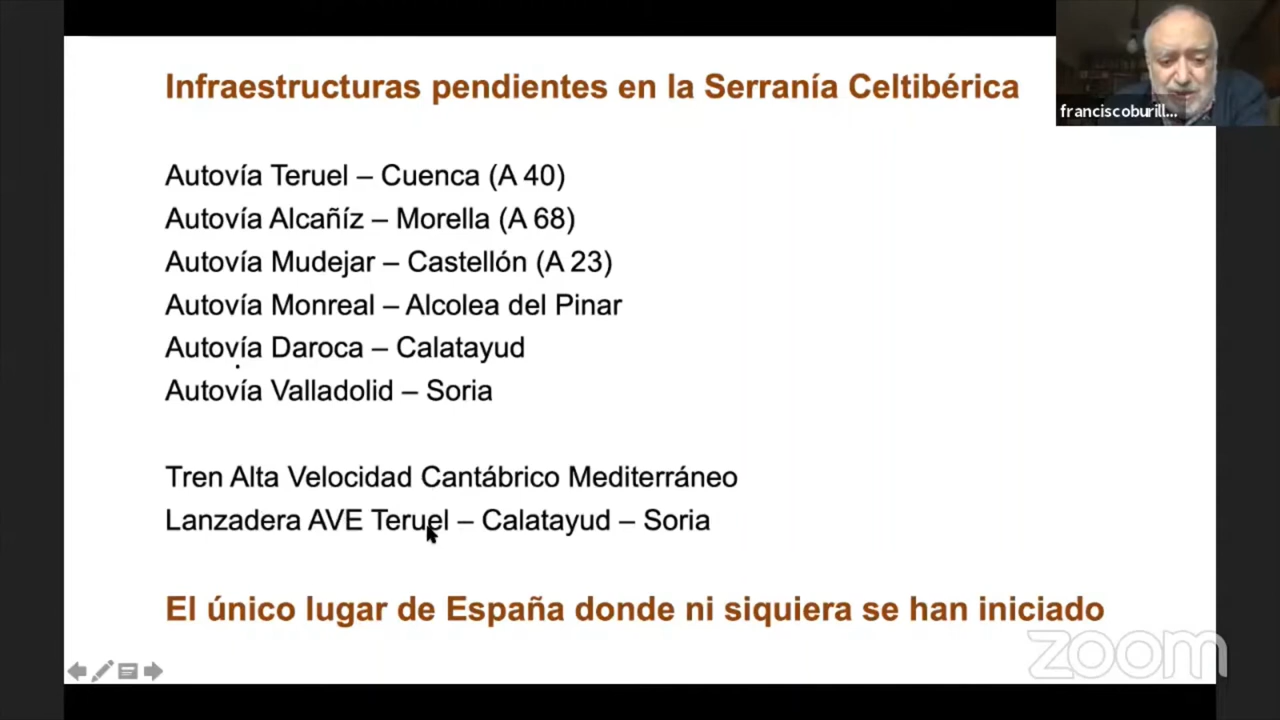 Infraestructuras pendientes en la Serranía Celtibérica
franciscoburill...
Autovía Teruel – Cuenca (A 40)
Autovía Alcañíz – Morella (A 68)
Autovía Mudejar – Castellón (A 23)
Autovía Monreal – Alcolea del Pinar
Autovía Daroca – Calatayud
Autovía Valladolid – Soria
Tren Alta Velocidad Cantábrico Mediterráneo
Lanzadera AVE Teruel – Calatayud – Soria
El único lugar de España donde ni siquiera se han iniciado
zoom